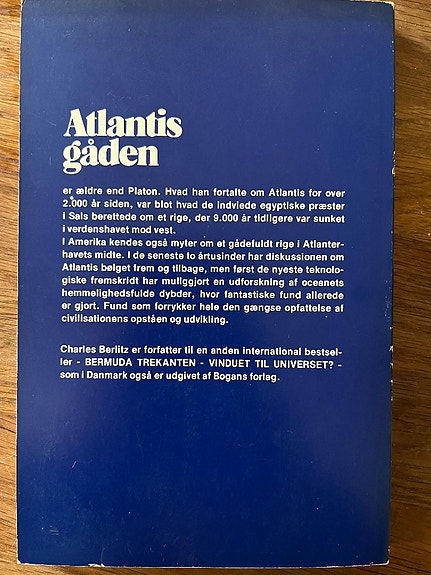 Atlantis
gåden
er ældre end Platon. Hvad han fortalte om Atlantis for over
2.000 år siden, var blot hvad de indviede egyptiske præster
i Sais berettede om et rige, der 9.000 år tidligere var sunket
i verdenshavet mod vest.
I Amerika kendes også myter om et gådefuldt rige i Atlanter-
havets midte. I de seneste to årtusinder har diskussionen om
Atlantis bølget frem og tilbage, men først de nyeste teknolo-
giske fremskridt har muliggjort en udforskning af oceanets
hemmelighedsfulde dybder, hvor fantastiske fund allerede
er gjort. Fund som forrykker hele den gængse opfattelse af
civilisationens opståen og udvikling.
Charles Berlitz er forfatter til en anden international bestsel-
ler - BERMUDA TREKANTEN - VINDUET TIL UNIVERSET? -
som i Danmark også er udgivet af Bogans forlag.